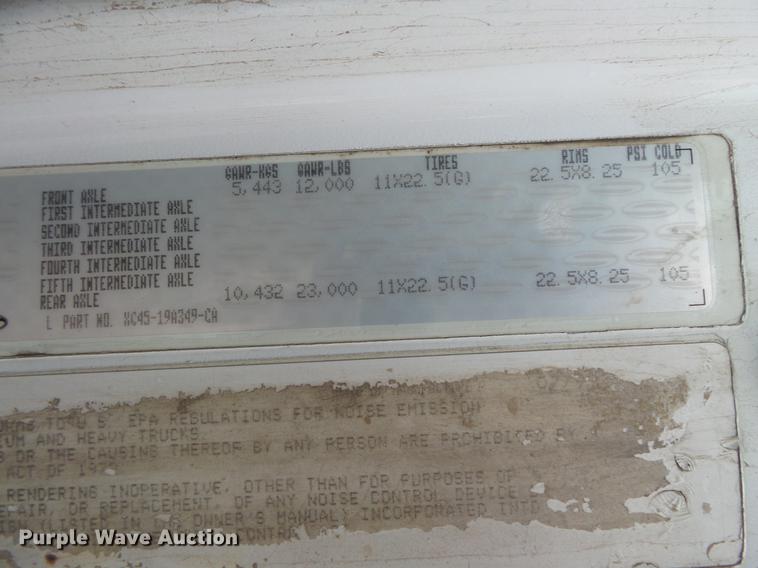 GAWR-KGS GAWR-LBS TIRES RIMS PSI COLD
FRONT AXLE 5,443 12,000 11X22.5(G) 22.5X8.25 105
FIRST INTERMEDIATE AXLE
SECOND INTERMEDIATE AXLE
THIRD INTERMEDIATE AXLE
FOURTH INTERMEDIATE AXLE
FIFTH INTERMEDIATE AXLE
REAR AXLE 10,432 23,000 11X22.5(G) 22.5X8.25 105
L PART NO. XC45-19A349-CA
TO U S EPA REGULATIONS FOR NOISE EMISSION
AND HEAVY TRUCKS.
OR THE CAUSING THEREOF BY ANY PERSON ARE PROHIBITED BY
ACT OF
RENDERING INOPERATIVE, OTHER THAN FOR PURPOSES OF
OR REPLACEMENT, OF ANY NOISE CONTROL DEVICE
(LISTED IN OWNER'S MANUAL) INCORPORATED INTO
Purple Wave Auction